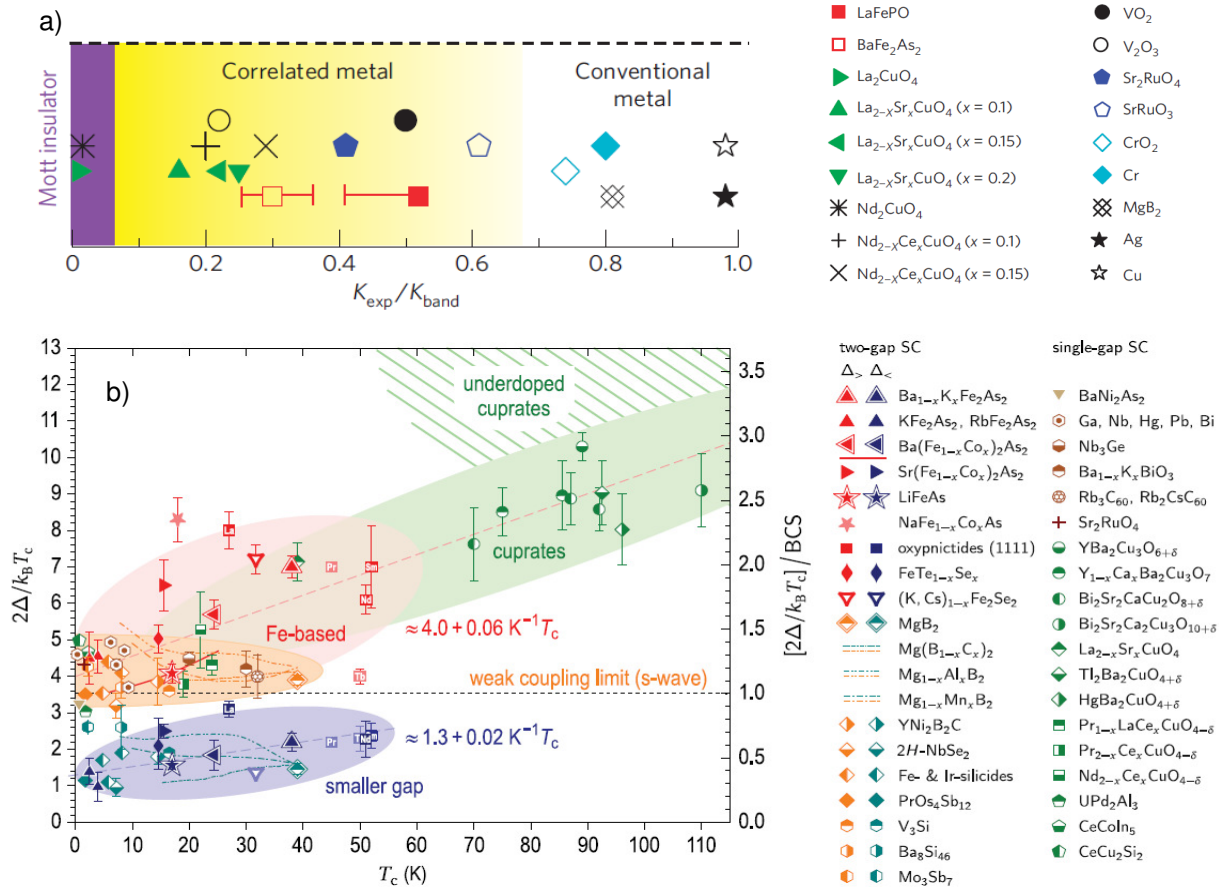 a)
Mott insulator
Correlated metal
Conventional
metal
0
0.2
0.4
0.6
0.8
1.0
K_exp/K_band
LaFePO
BaFe₂As₂
La₂CuO₄
La₂₋ₓSrₓCuO₄ (x = 0.1)
La₂₋ₓSrₓCuO₄ (x = 0.15)
La₂₋ₓSrₓCuO₄ (x = 0.2)
Nd₂CuO₄
Nd₂₋ₓCeₓCuO₄ (x = 0.1)
Nd₂₋ₓCeₓCuO₄ (x = 0.15)
VO₂
V₂O₃
Sr₂RuO₄
SrRuO₃
CrO₂
Cr
MgB₂
Ag
Cu
b)
13
12
11
10
9
8
7
6
5
4
3
2
1
0
2Δ/k_BT_c
underdoped
cuprates
cuprates
Fe-based
≈4.0 + 0.06 K⁻¹T_c
weak coupling limit (s-wave)
≈1.3 + 0.02 K⁻¹T_c
smaller gap
0 10 20 30 40 50 60 70 80 90 100 110
T_c (K)
3.5
3.0
2.5
2.0
1.5
1.0
0.5
0.0
[2Δ/k_BT_c]/BCS
two-gap SC
Δ> Δ<
Ba₁₋ₓKₓFe₂As₂
KFe₂As₂, RbFe₂As₂
Ba(Fe₁₋ₓCoₓ)₂As₂
Sr(Fe₁₋ₓCoₓ)₂As₂
LiFeAs
NaFe₁₋ₓCoₓAs
oxypnictides (1111)
FeTe₁₋ₓSeₓ
(K, Cs)₁₋ₓFe₂Se₂
MgB₂
Mg(B₁₋ₓCₓ)₂
Mg₁₋ₓAlₓB₂
Mg₁₋ₓMnₓB₂
YNi₂B₂C
2H-NbSe₂
Fe- & Ir-silicides
PrOs₄Sb₁₂
V₃Si
Ba₈Si₄₆
Mo₃Sb₇
single-gap SC
BaNi₂As₂
Ga, Nb, Hg, Pb, Bi
Nb₃Ge
Ba₁₋ₓKₓBiO₃
Rb₃C₆₀, Rb₂CsC₆₀
Sr₂RuO₄
YBa₂Cu₃O₆₊δ
Y₁₋ₓCaₓBa₂Cu₃O₇
Bi₂Sr₂CaCu₂O₈₊δ
Bi₂Sr₂Ca₂Cu₃O₁₀₊δ
La₂₋ₓSrₓCuO₄
Tl₂Ba₂CuO₄₊δ
HgBa₂CuO₄₊δ
Pr₁₋ₓLaCeₓCuO₄₋δ
Pr₂₋ₓCeₓCuO₄₋δ
Nd₂₋ₓCeₓCuO₄₋δ
UPd₂Al₃
CeCoIn₅
CeCu₂Si₂